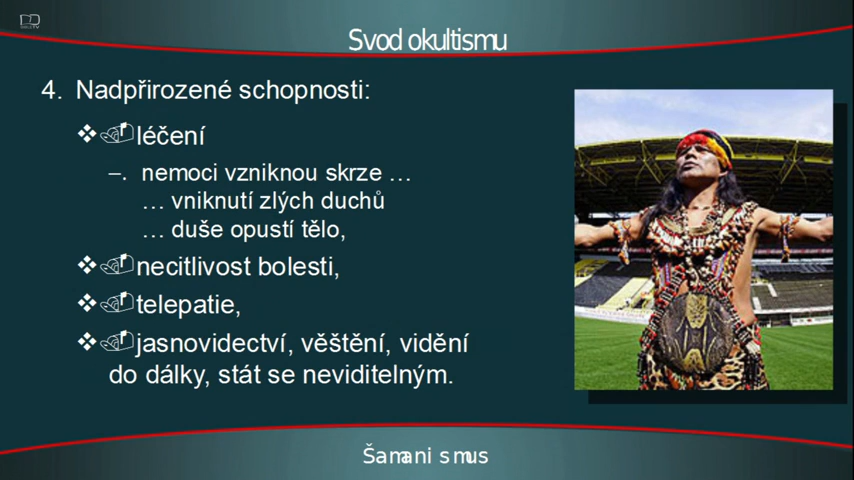 Svod okultismu
4. Nadpřirozené schopnosti:
léčení
–. nemoci vzniknou skrze …
… vniknutí zlých duchů
… duše opustí tělo,
necitlivost bolesti,
telepatie,
jasnovidectví, věštění, vidění
do dálky, stát se neviditelným.
Šamanismus